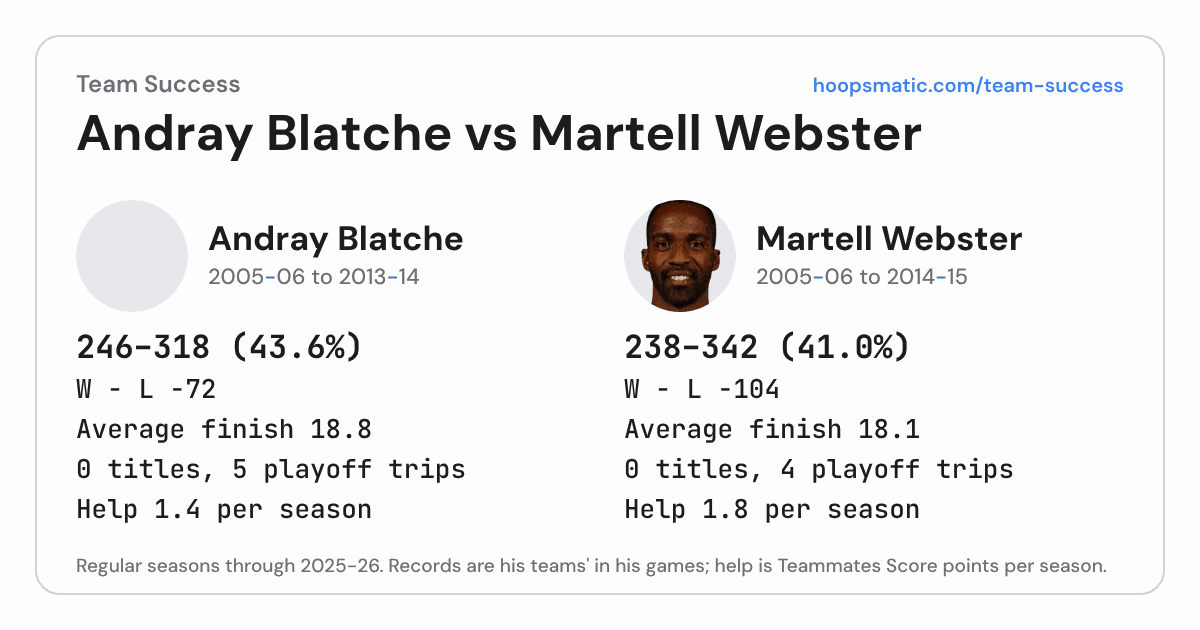 Team Success
hoopsmatic.com/team-success
Andray Blatche vs Martell Webster
Andray Blatche
2005-06 to 2013-14
246-318 (43.6%)
W - L -72
Average finish 18.8
0 titles, 5 playoff trips
Help 1.4 per season
Martell Webster
2005-06 to 2014-15
238-342 (41.0%)
W - L -104
Average finish 18.1
0 titles, 4 playoff trips
Help 1.8 per season
Regular seasons through 2025-26. Records are his teams' in his games; help is Teammates Score points per season.